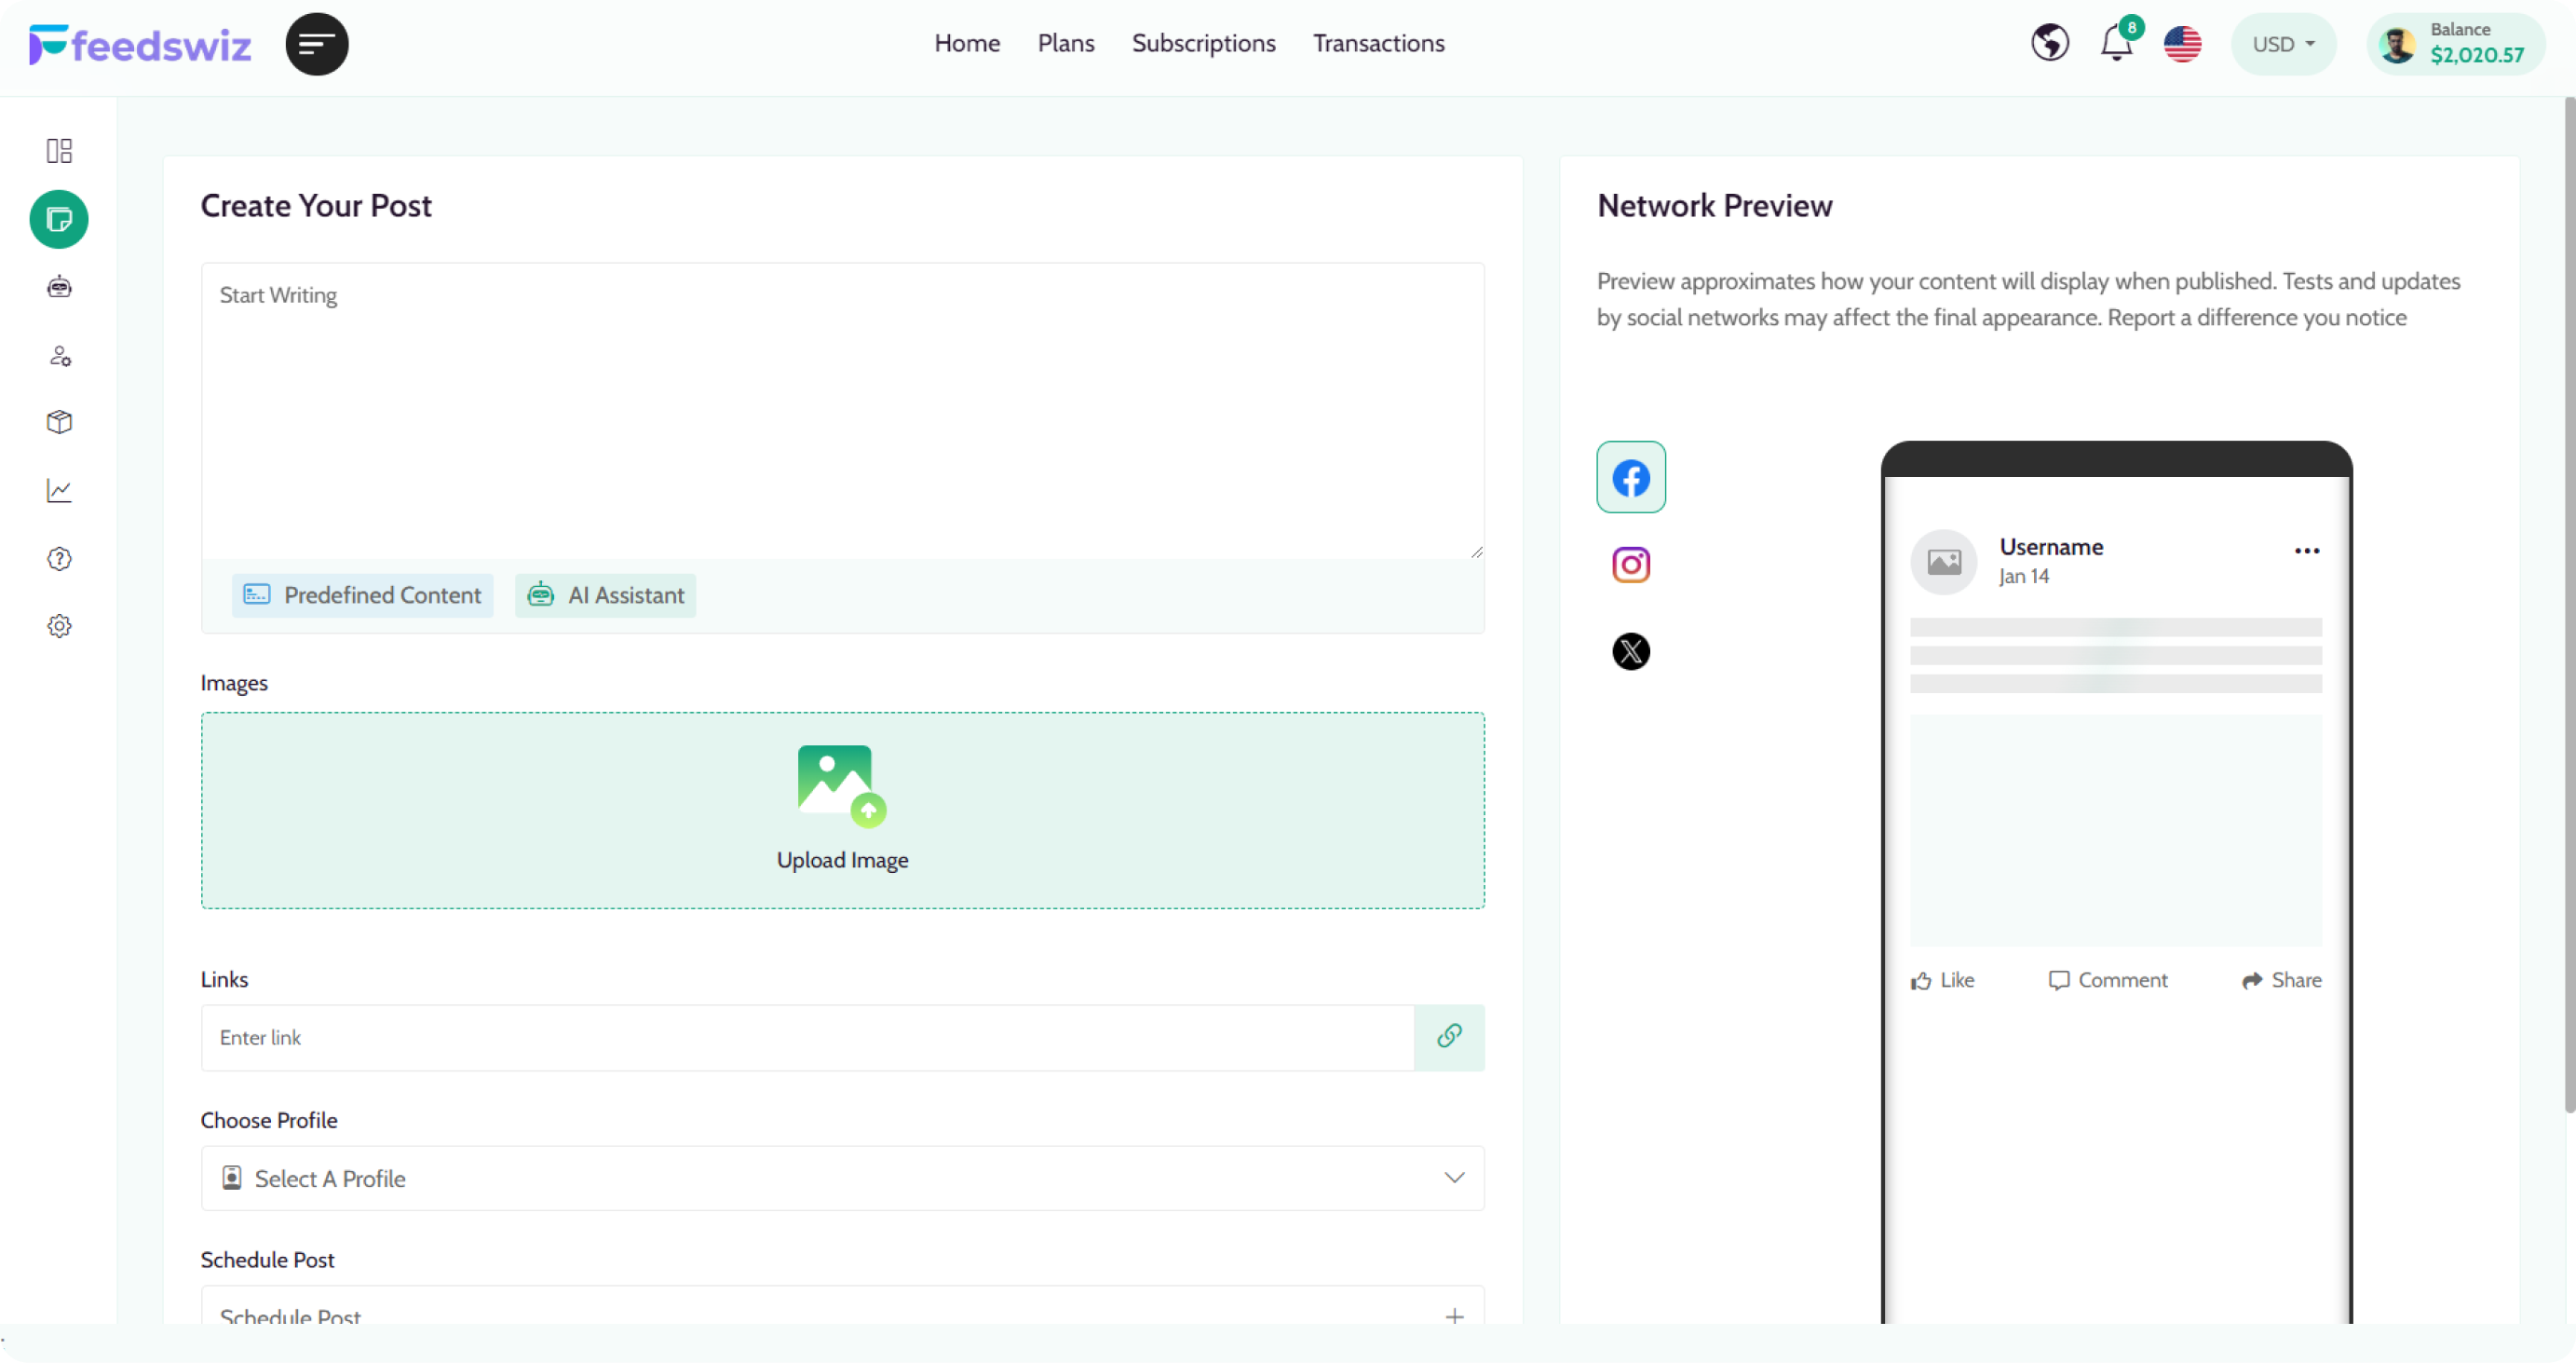 feedswiz
Home Plans Subscriptions Transactions
8
USD
Balance
$2,020.57
Create Your Post
Start Writing
Predefined Content AI Assistant
Images
Upload Image
Links
Enter link
Choose Profile
Select A Profile
Schedule Post
Schedule Post
Network Preview
Preview approximates how your content will display when published. Tests and updates
by social networks may affect the final appearance. Report a difference you notice
Username
Jan 14
Like Comment Share